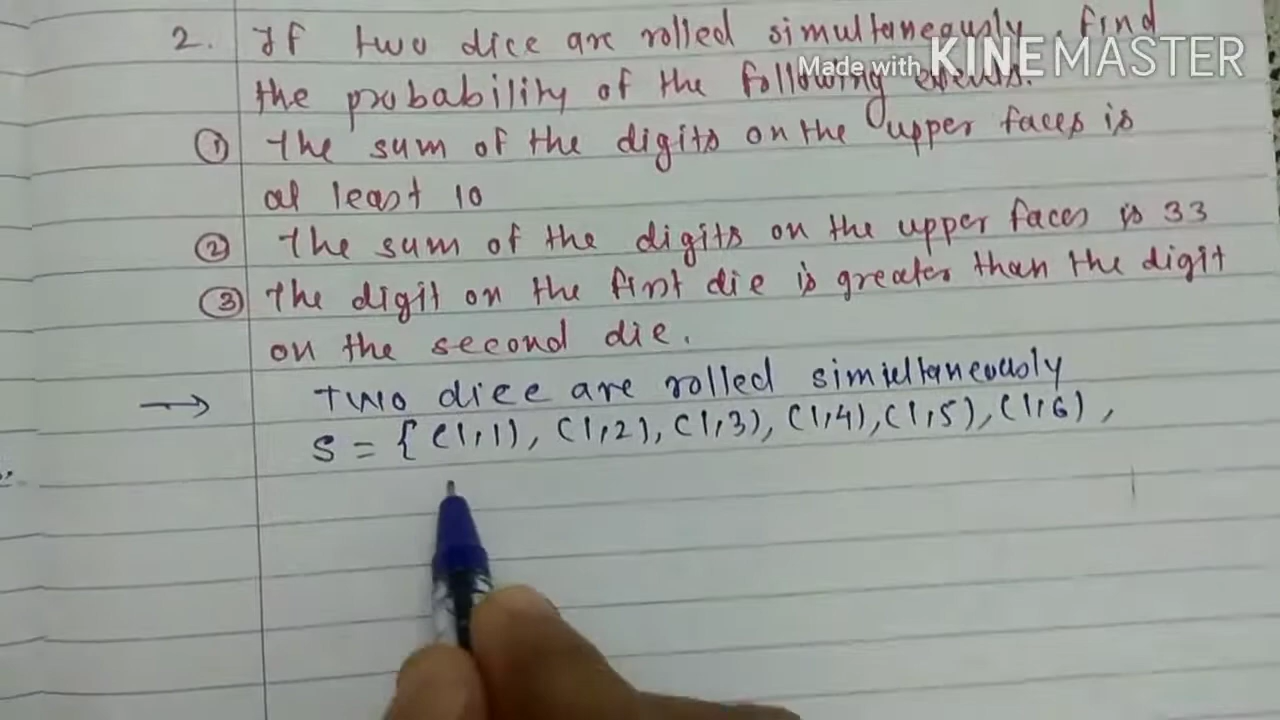 2. If two dice are rolled simultaneously, find
Made with KINEMASTER
the probability of the following events.
① The sum of the digits on the upper faces is
at least 10
② The sum of the digits on the upper faces is 33
③ The digit on the first die is greater than the digit
on the second die.
→ Two dice are rolled simultaneously
S = { (1,1), (1,2), (1,3), (1,4), (1,5), (1,6),